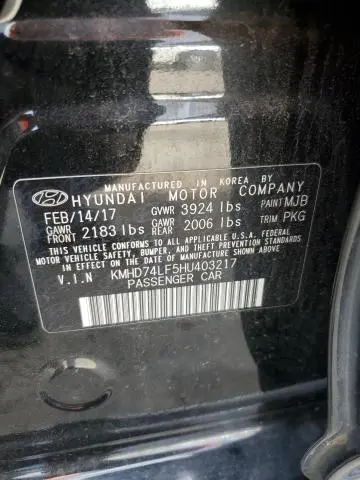 MANUFACTURED IN KOREA BY
HYUNDAI MOTOR COMPANY
FEB/14/17 GVWR 3924 lbs PAINT MJB
GAWR FRONT 2183 lbs GAWR REAR 2006 lbs TRIM PKG
THIS VEHICLE CONFORMS TO ALL APPLICABLE U.S.A. FEDERAL
MOTOR VEHICLE SAFETY, BUMPER, AND THEFT PREVENTION
STANDARDS IN EFFECT ON THE DATE OF MANUFACTURE SHOWN ABOVE.
V.I.N KMHD74LF5HU403217
PASSENGER CAR